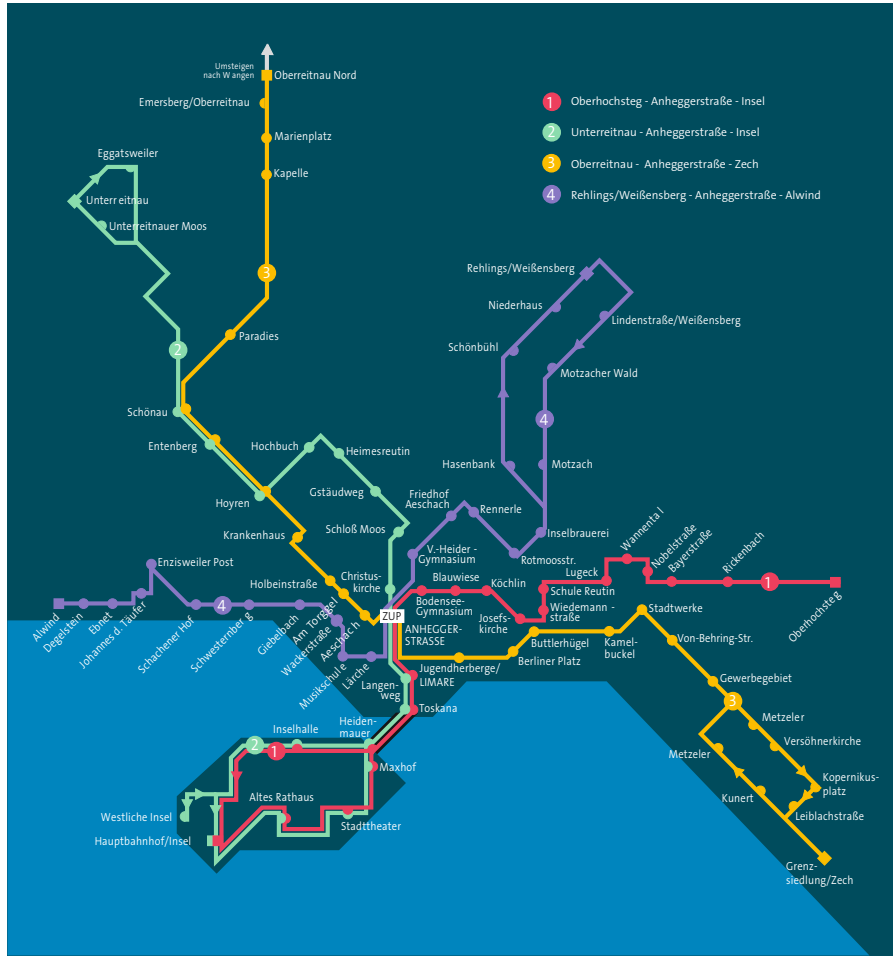 Umsteigen
nach Wangen
Oberreitnau Nord
Emersberg/Oberreitnau
Marienplatz
Kapelle
1 Oberhochsteg - Anheggerstraße - Insel
2 Unterreitnau - Anheggerstraße - Insel
3 Oberreitnau - Anheggerstraße - Zech
4 Rehlings/Weißensberg - Anheggerstraße - Alwind
Eggatsweiler
Unterreitnau
Unterreitnauer Moos
3
Paradies
2
Schönau
Entenberg
Hoyren
Hochbuch
Heimesreutin
Gstäudweg
Schloß Moos
Krankenhaus
Holbeinstraße
Christus-
kirche
Rehlings/Weißensberg
Niederhaus
Lindenstraße/Weißensberg
Schönbühl
Motzacher Wald
4
Hasenbank
Motzach
Friedhof
Aeschach
Rennerle
Inselbrauerei
Rotmoosstr.
V.-Heider-
Gymnasium
Blauwiese
Bodensee-
Gymnasium
Köchlin
Josefs-
kirche
Lugeck
Schule Reutin
Wiedemann-
straße
Wannental
Nobelstraße
Bayerstraße
Rickenbach
1
Oberhochsteg
Enzisweiler Post
Alwind
Degelstein
Ebnet
Johannes d. Täufer
Schachener Hof
4
Schwesternberg
Giebelbach
Am Torggel
Wackerstraße
Aeschach
Musikschule
Lärche
ZUP
ANHEGGER-
STRASSE
Jugendherberge/
LIMARE
Langen-
weg
Toskana
Buttlerhügel
Berliner Platz
Kamel-
buckel
Stadtwerke
Von-Behring-Str.
Gewerbegebiet
3
Metzeler
Versöhnerkirche
Metzeler
Kopernikus-
platz
Kunert
Leiblachstraße
Grenz-
siedlung/Zech
Heiden-
mauer
Inselhalle
2
1
Maxhof
Altes Rathaus
Stadttheater
Westliche Insel
Hauptbahnhof/Insel